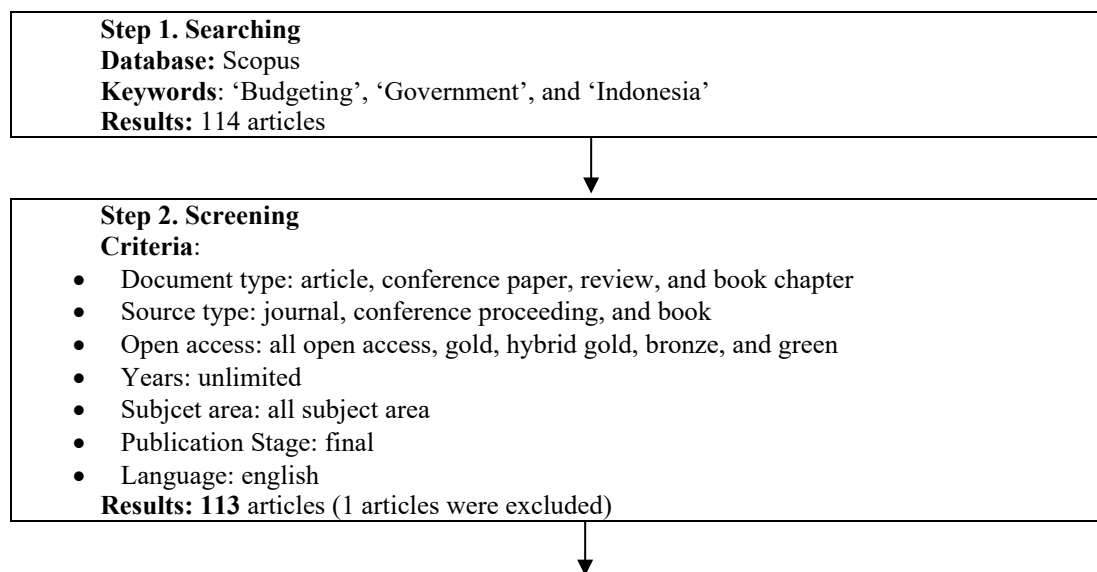 Step 1. Searching
Database: Scopus
Keywords: ‘Budgeting’, ‘Government’, and ‘Indonesia’
Results: 114 articles
Step 2. Screening
Criteria:
• Document type: article, conference paper, review, and book chapter
• Source type: journal, conference proceeding, and book
• Open access: all open access, gold, hybrid gold, bronze, and green
• Years: unlimited
• Subjcet area: all subject area
• Publication Stage: final
• Language: english
Results: 113 articles (1 articles were excluded)